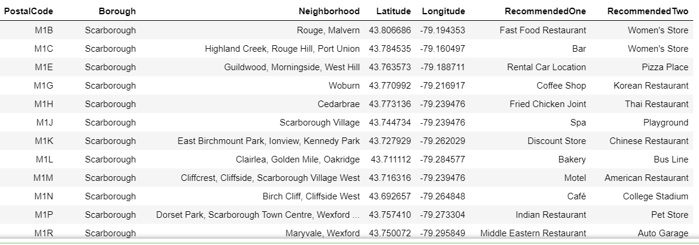 PostalCode Borough Neighborhood Latitude Longitude RecommendedOne RecommendedTwo
M1B Scarborough Rouge, Malvern 43.806686 -79.194353 Fast Food Restaurant Women's Store
M1C Scarborough Highland Creek, Rouge Hill, Port Union 43.784535 -79.160497 Bar Women's Store
M1E Scarborough Guildwood, Morningside, West Hill 43.763573 -79.188711 Rental Car Location Pizza Place
M1G Scarborough Woburn 43.770992 -79.216917 Coffee Shop Korean Restaurant
M1H Scarborough Cedarbrae 43.773136 -79.239476 Fried Chicken Joint Thai Restaurant
M1J Scarborough Scarborough Village 43.744734 -79.239476 Spa Playground
M1K Scarborough East Birchmount Park, Ionview, Kennedy Park 43.727929 -79.262029 Discount Store Chinese Restaurant
M1L Scarborough Clairlea, Golden Mile, Oakridge 43.711112 -79.284577 Bakery Bus Line
M1M Scarborough Cliffcrest, Cliffside, Scarborough Village West 43.716316 -79.239476 Motel American Restaurant
M1N Scarborough Birch Cliff, Cliffside West 43.692657 -79.264848 Café College Stadium
M1P Scarborough Dorset Park, Scarborough Town Centre, Wexford ... 43.757410 -79.273304 Indian Restaurant Pet Store
M1R Scarborough Maryvale, Wexford 43.750072 -79.295849 Middle Eastern Restaurant Auto Garage